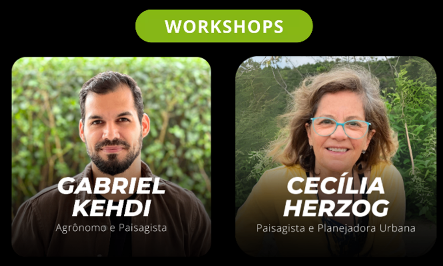 WORKSHOPS
GABRIEL
KEHDI
Agrônomo e Paisagista
CECÍLIA
HERZOG
Paisagista e Planejadora Urbana